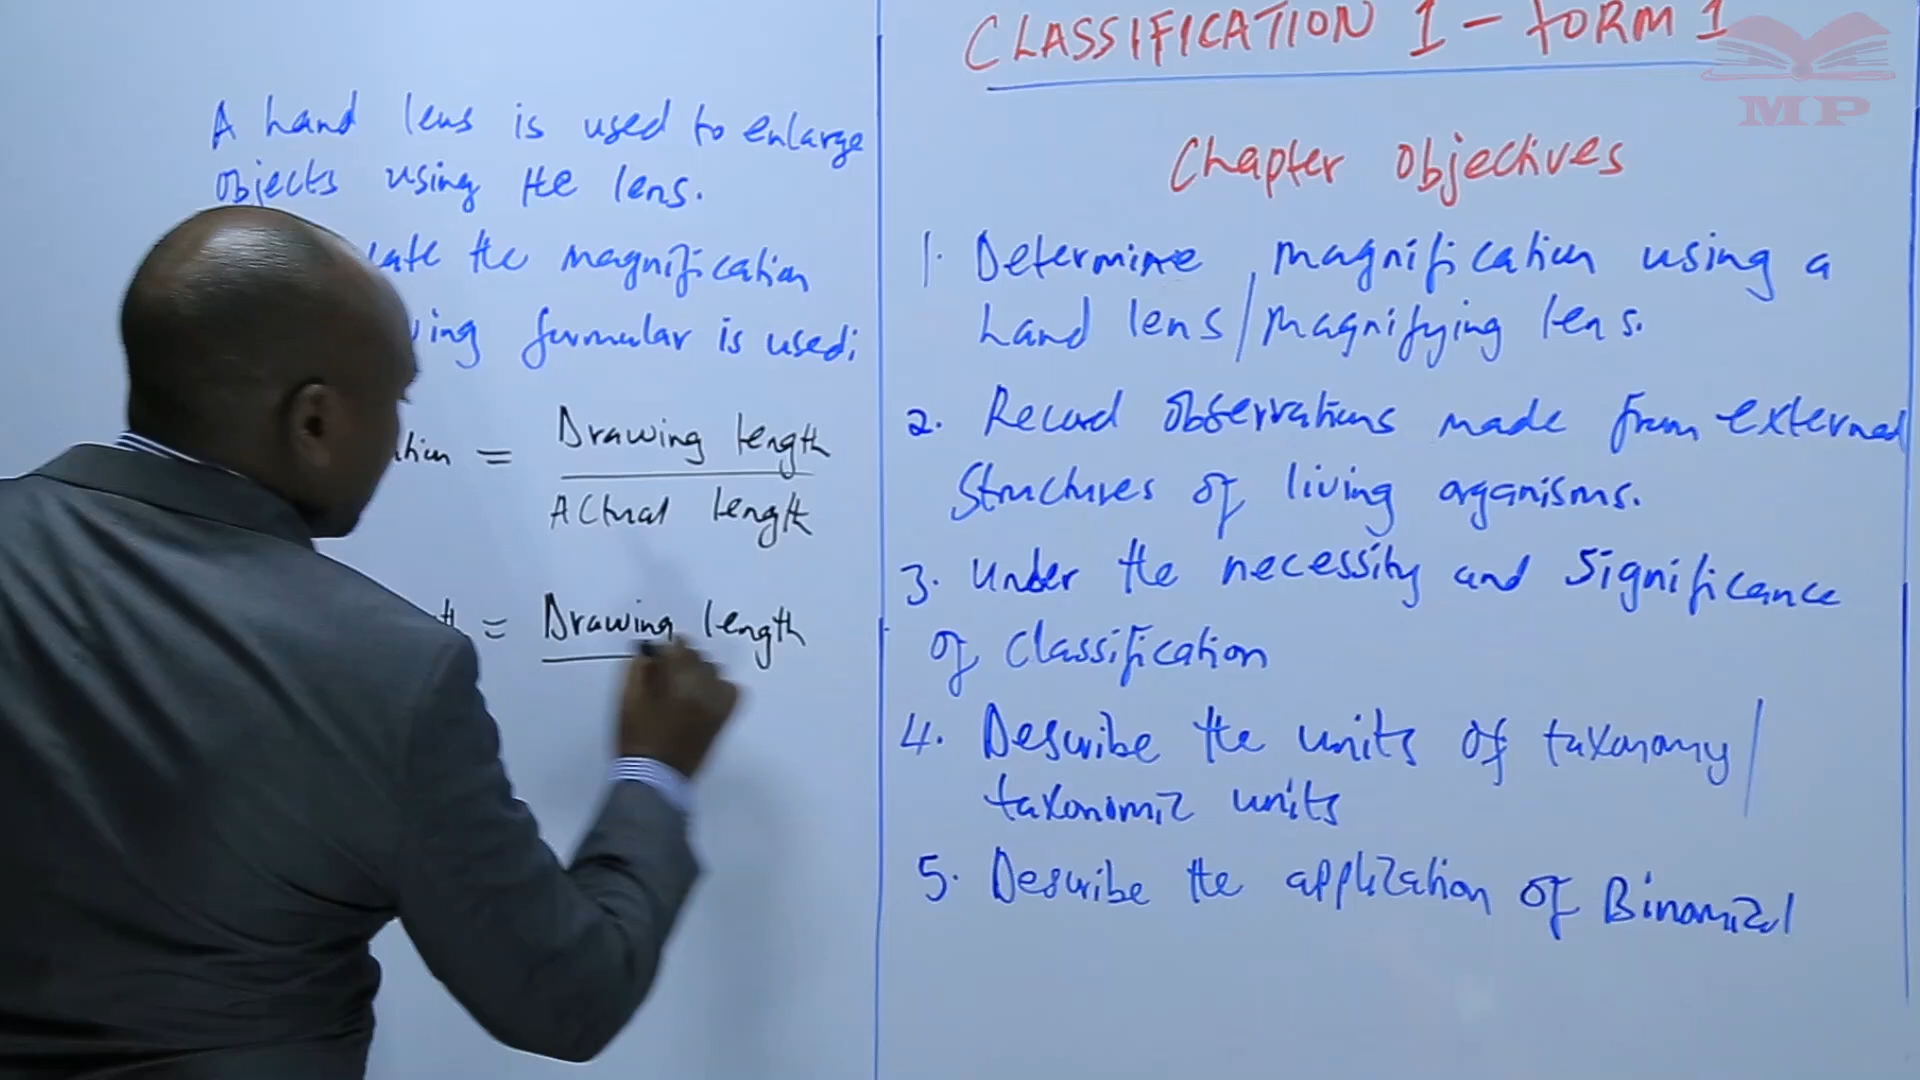 A hand lens is used to enlarge
objects using the lens.
the magnification
formular is used:
= Drawing length
Actual length
= Drawing length
CLASSIFICATION I - FORM 1
MP
Chapter Objectives
1. Determine magnification using a
hand lens/magnifying lens.
2. Record observations made from external
structures of living organisms.
3. Under the necessity and significance
of classification
4. Describe the units of taxonomy/
taxonomic units
5. Describe the application of Binomial